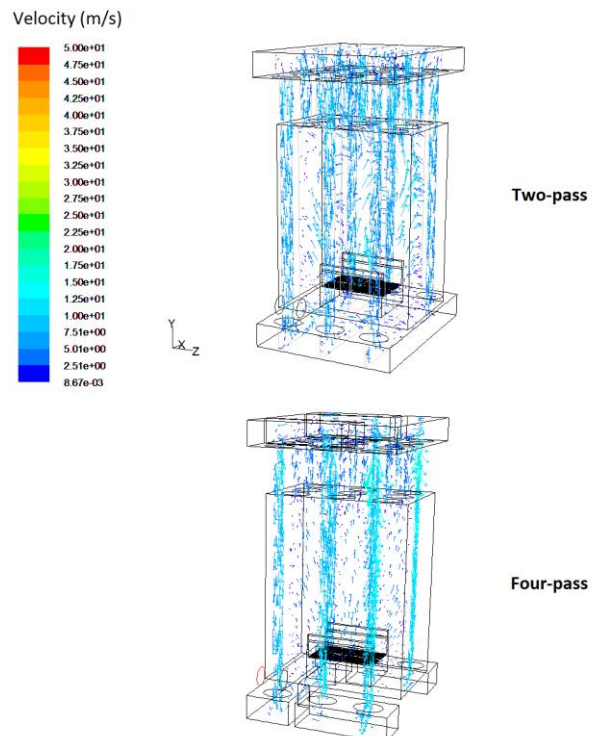 Velocity (m/s)
5.00e+01
4.75e+01
4.50e+01
4.25e+01
4.00e+01
3.75e+01
3.50e+01
3.25e+01
3.00e+01
2.75e+01
2.50e+01
2.25e+01
2.00e+01
1.75e+01
1.50e+01
1.25e+01
1.00e+01
7.51e+00
5.01e+00
2.51e+00
8.67e-03
Two-pass
Y
X
Z
Four-pass